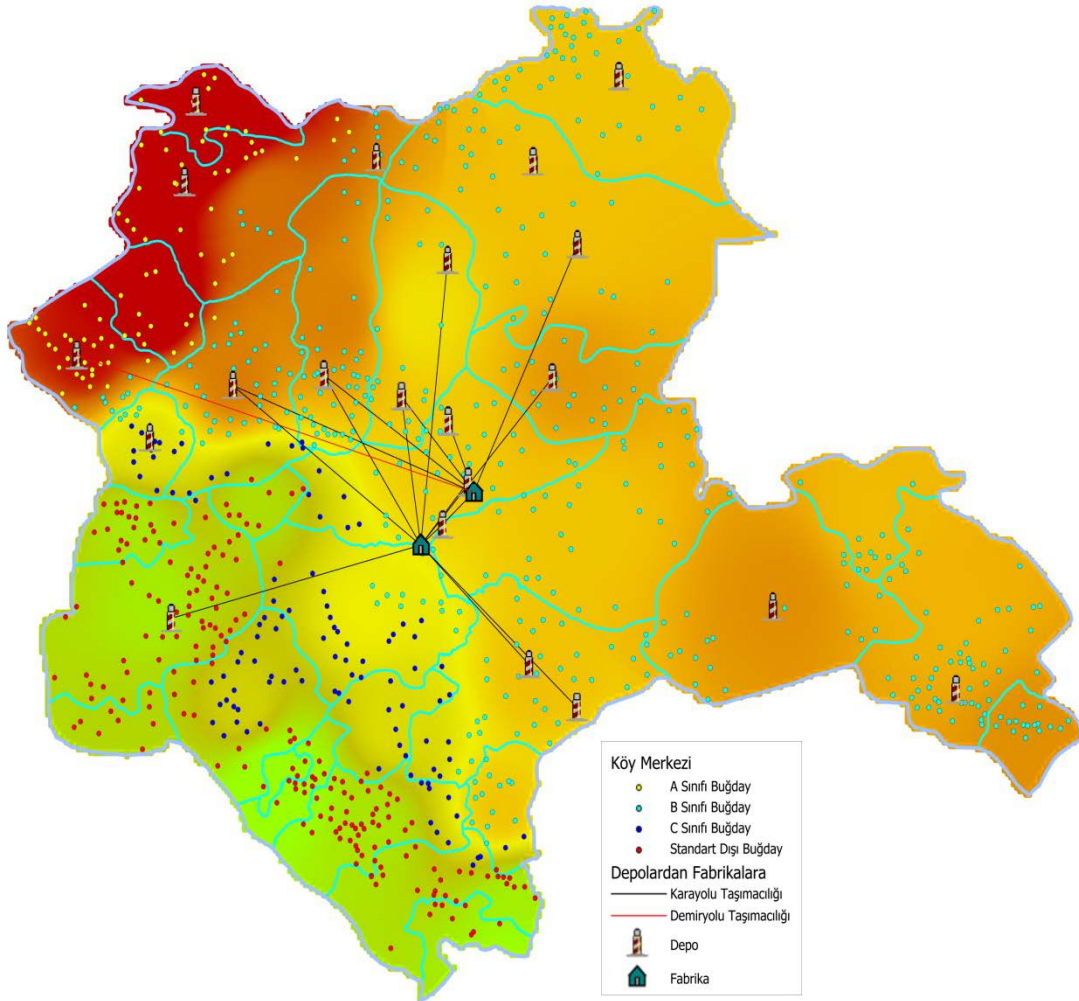 Köy Merkezi
A Sınıfı Buğday
B Sınıfı Buğday
C Sınıfı Buğday
Standart Dışı Buğday
Depolardan Fabrikalara
Karayolu Taşımacılığı
Demiryolu Taşımacılığı
Depo
Fabrika